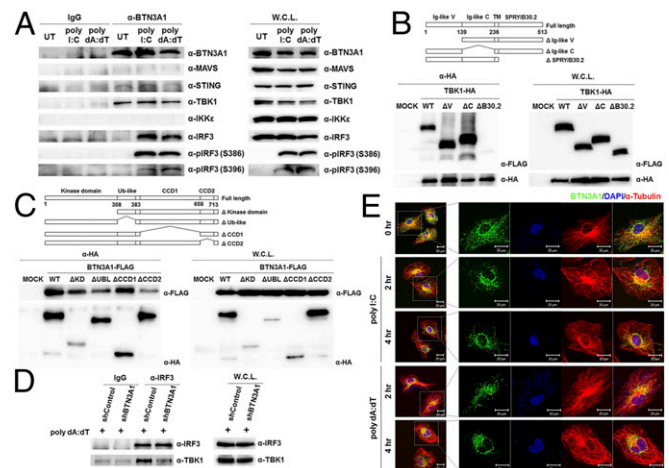 A
IgG
α-BTN3A1
W.C.L.
UT poly I:C poly dA:dT UT poly I:C poly dA:dT UT poly I:C poly dA:dT
α-BTN3A1 α-BTN3A1
α-MAVS α-MAVS
α-STING α-STING
α-TBK1 α-TBK1
α-IKKε α-IKKε
α-IRF3 α-IRF3
α-pIRF3 (S386) α-pIRF3 (S386)
α-pIRF3 (S396) α-pIRF3 (S396)
B
Ig-like V Ig-like C TM SPRY/B30.2
Full length
1 139 236 513
Δ Ig-like V
Δ Ig-like C
Δ SPRY/B30.2
α-HA W.C.L.
TBK1-HA TBK1-HA
MOCK WT ΔV ΔC ΔB30.2 MOCK WT ΔV ΔC ΔB30.2
α-FLAG α-FLAG
α-HA α-HA
C
Kinase domain Ub-like CCD1 CCD2
Full length
1 308 383 658 713
Δ Kinase domain
Δ Ub-like
Δ CCD1
Δ CCD2
α-HA W.C.L.
BTN3A1-FLAG BTN3A1-FLAG
MOCK WT ΔKD ΔUBL ΔCCD1 ΔCCD2 MOCK WT ΔKD ΔUBL ΔCCD1 ΔCCD2
α-FLAG α-FLAG
α-HA α-HA
D
IgG α-IRF3 W.C.L.
shControl shBTN3A1 shControl shBTN3A1 shControl shBTN3A1
poly dA:dT + + + + + +
α-IRF3 α-IRF3
α-TBK1 α-TBK1
E
BTN3A1/DAPI/α-Tubulin
0 hr
2 hr
poly I:C
4 hr
2 hr
poly dA:dT
4 hr